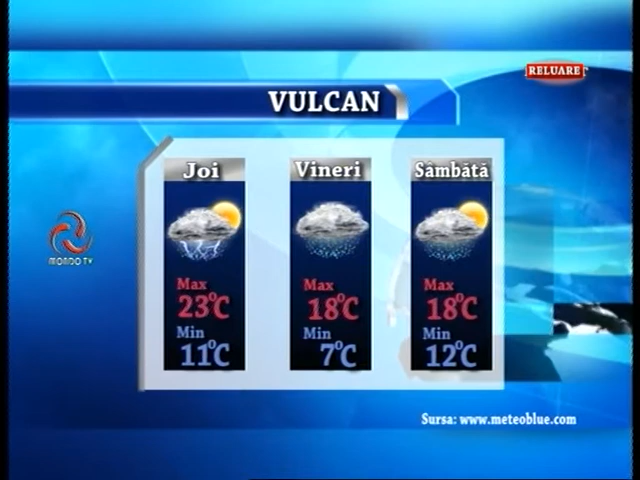 RELUARE
VULCAN
Joi
Vineri
Sâmbătă
Max
23°C
Min
11°C
Max
18°C
Min
7°C
Max
18°C
Min
12°C
MONDO TV
Sursa: www.meteoblue.com